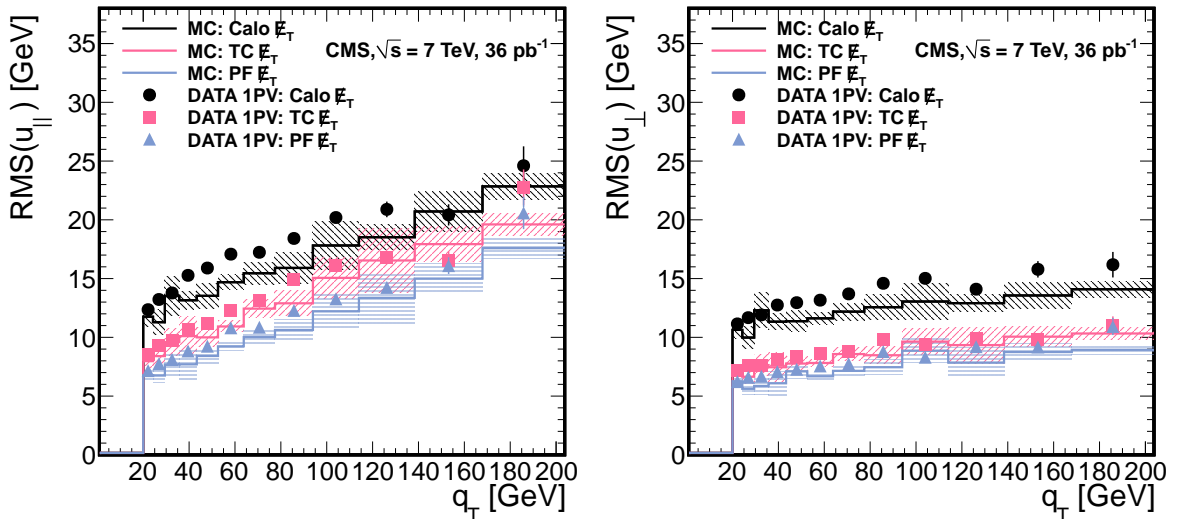 RMS(u||) [GeV]
35
30
25
20
15
10
5
0
MC: Calo E̸T
MC: TC E̸T
MC: PF E̸T
DATA 1PV: Calo E̸T
DATA 1PV: TC E̸T
DATA 1PV: PF E̸T
CMS,√s = 7 TeV, 36 pb-1
20 40 60 80 100 120 140 160 180 200
qT [GeV]
RMS(u⊥) [GeV]
35
30
25
20
15
10
5
0
MC: Calo E̸T
MC: TC E̸T
MC: PF E̸T
DATA 1PV: Calo E̸T
DATA 1PV: TC E̸T
DATA 1PV: PF E̸T
CMS,√s = 7 TeV, 36 pb-1
20 40 60 80 100 120 140 160 180 200
qT [GeV]